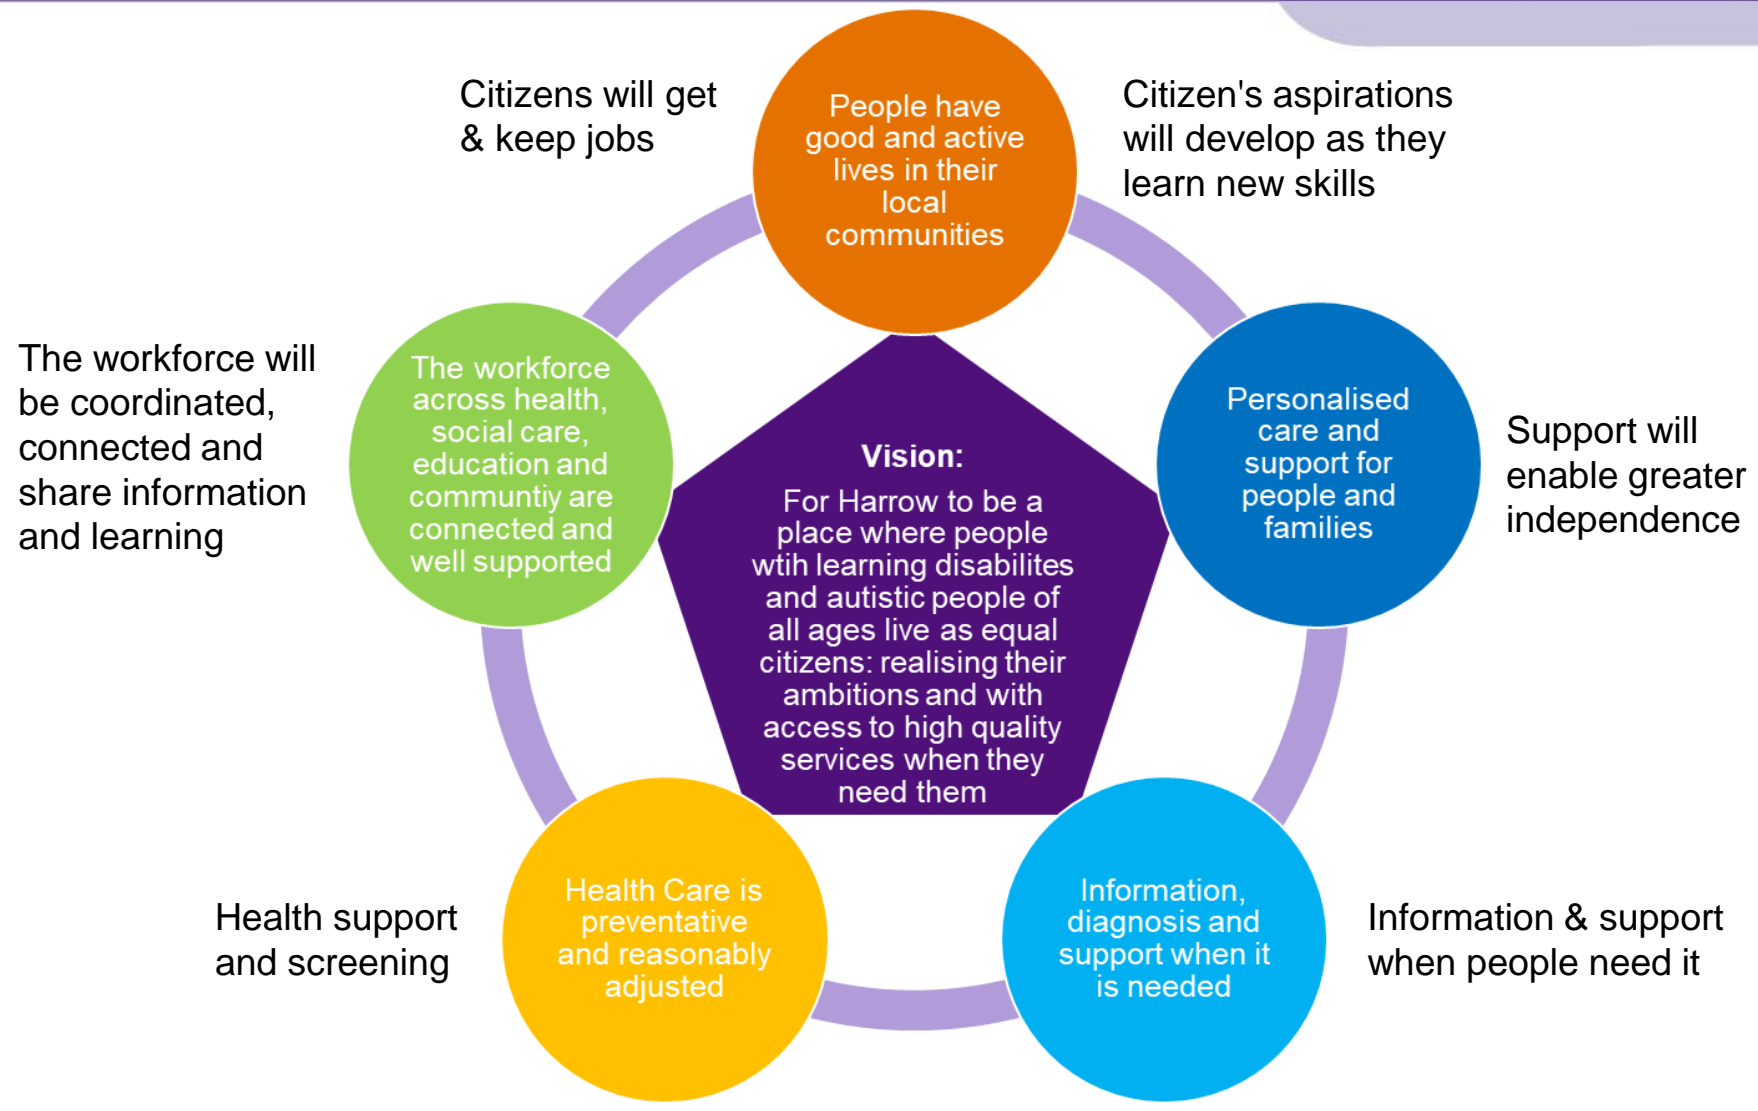 Citizens will get
& keep jobs
People have
good and active
lives in their
local
communities
Citizen's aspirations
will develop as they
learn new skills
The workforce will
be coordinated,
connected and
share information
and learning
The workforce
across health,
social care,
education and
communtiy are
connected and
well supported
Vision:
For Harrow to be a
place where people
wtih learning disabilites
and autistic people of
all ages live as equal
citizens: realising their
ambitions and with
access to high quality
services when they
need them
Personalised
care and
support for
people and
families
Support will
enable greater
independence
Health support
and screening
Health Care is
preventative
and reasonably
adjusted
Information,
diagnosis and
support when it
is needed
Information & support
when people need it